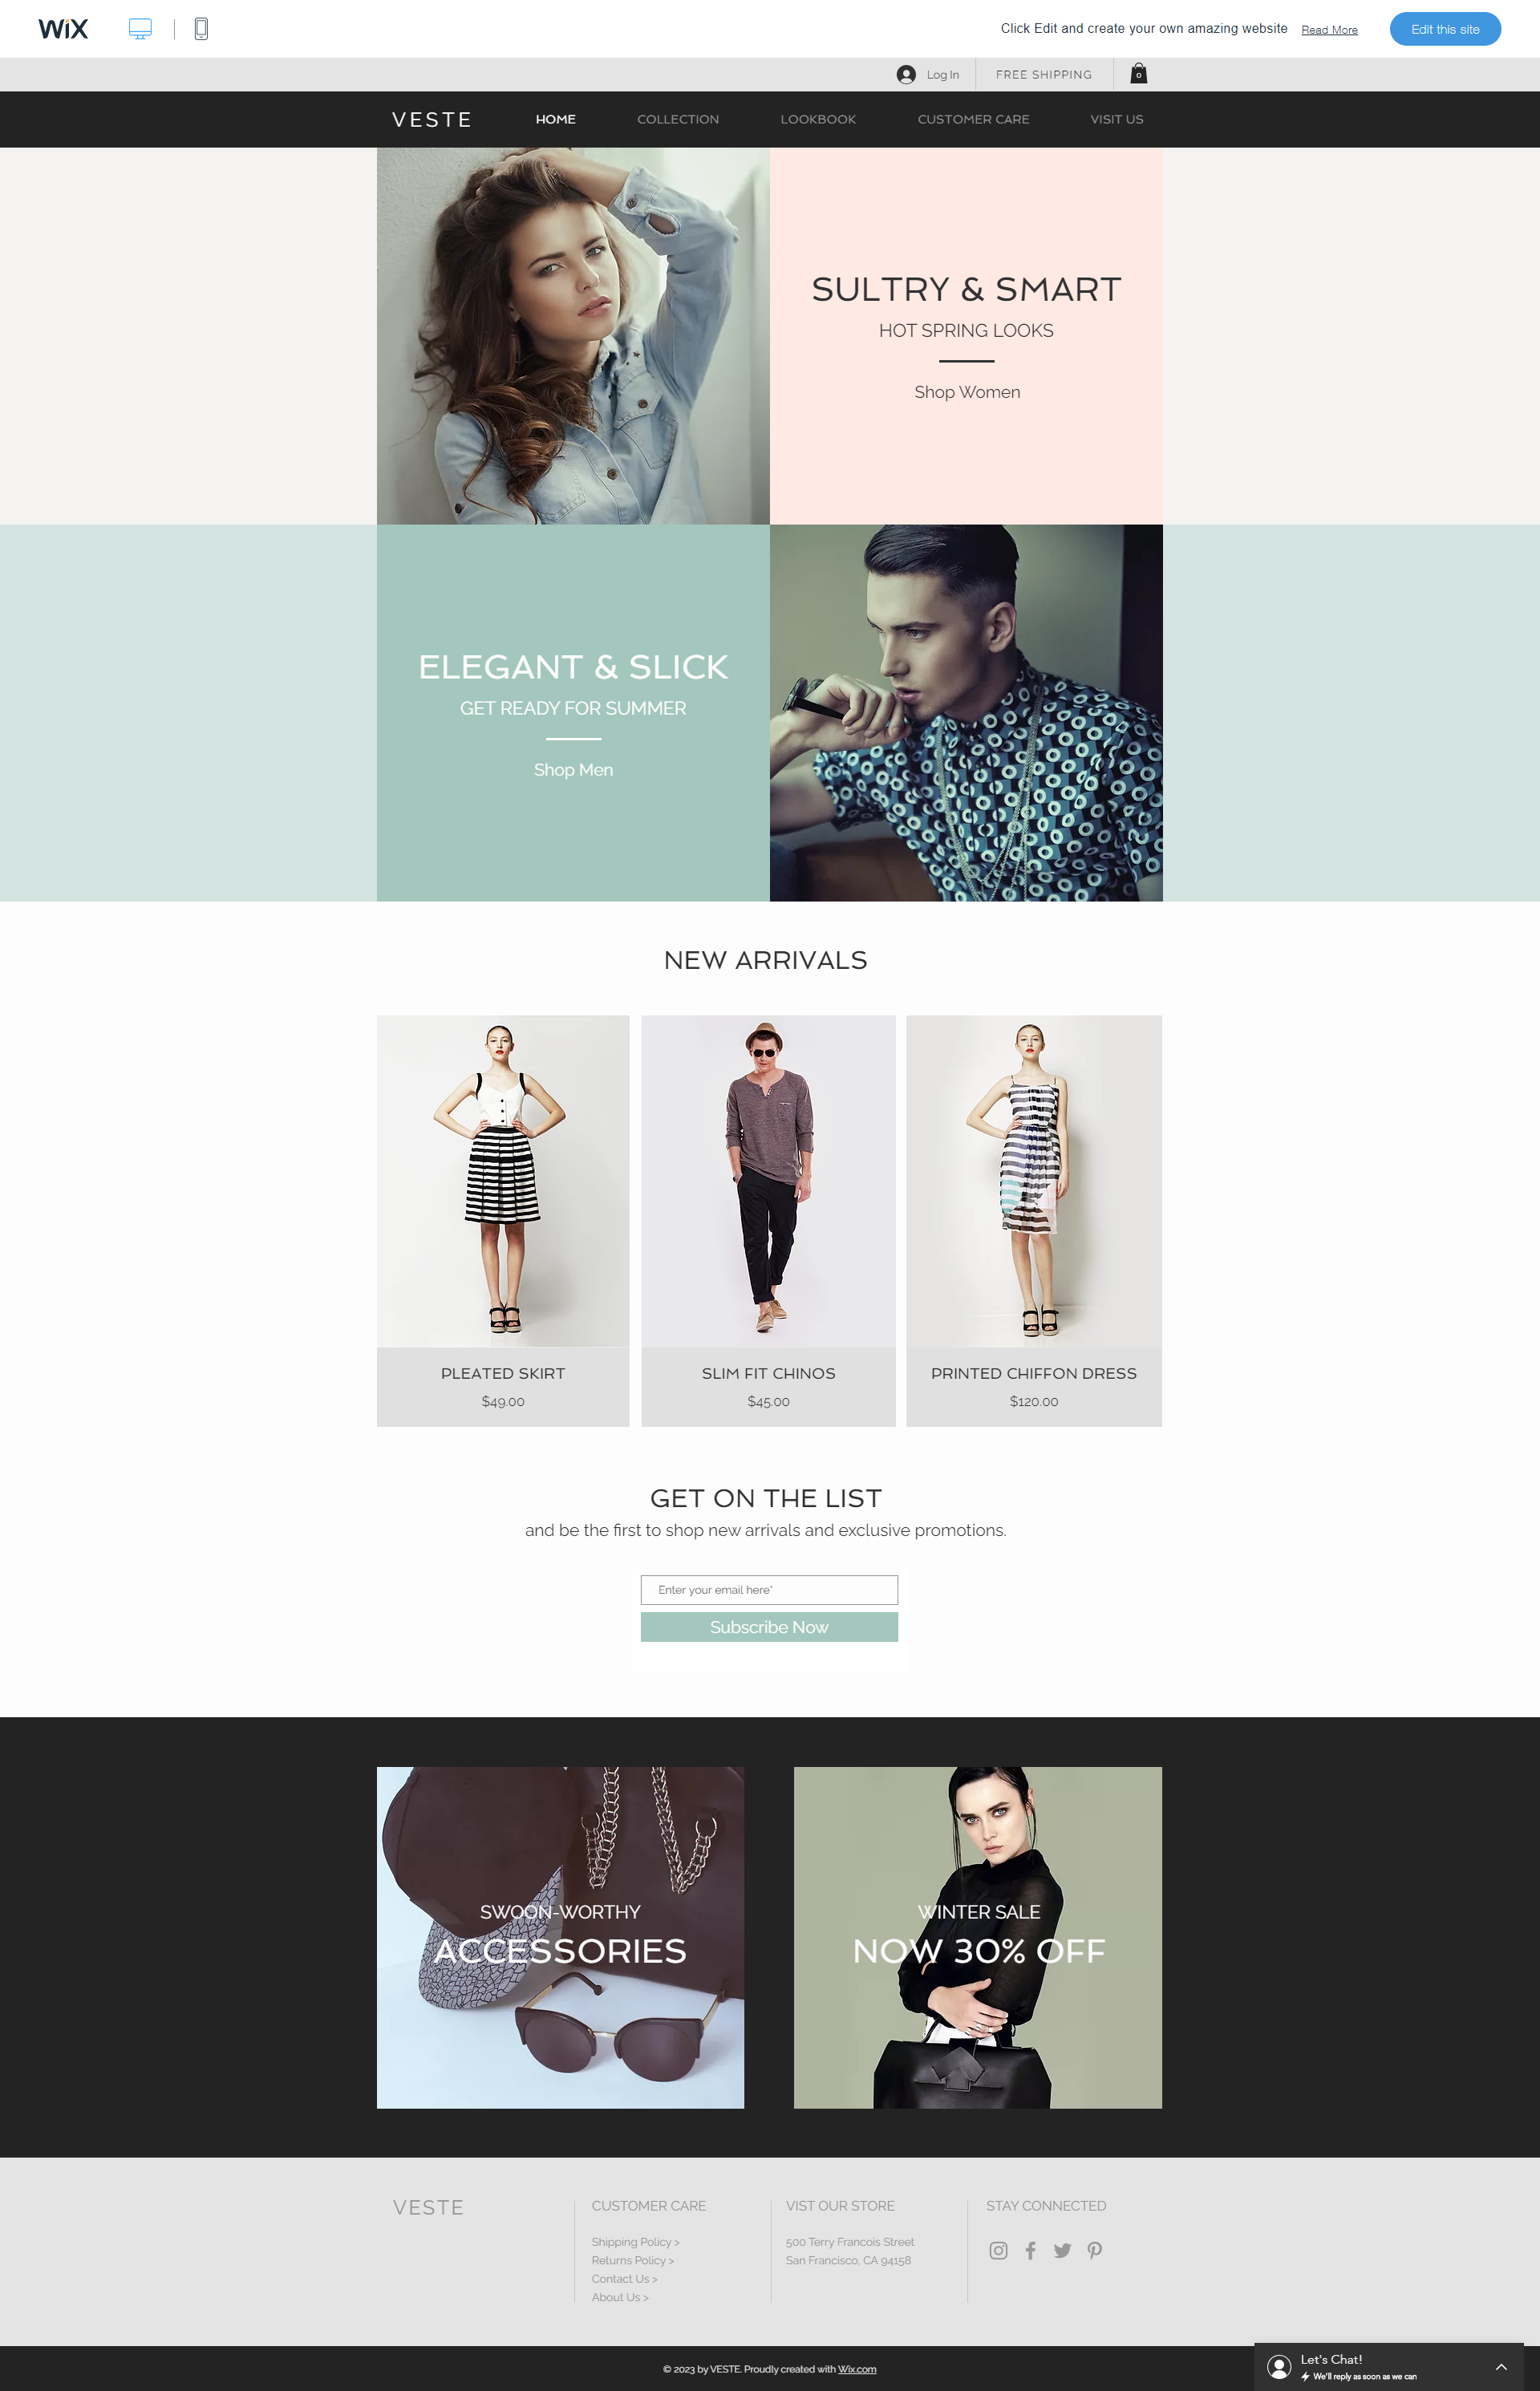 WiX
Click Edit and create your own amazing website Read More Edit this site
Log In FREE SHIPPING 0
VESTE HOME COLLECTION LOOKBOOK CUSTOMER CARE VISIT US
SULTRY & SMART
HOT SPRING LOOKS
Shop Women
ELEGANT & SLICK
GET READY FOR SUMMER
Shop Men
NEW ARRIVALS
PLEATED SKIRT
$49.00
SLIM FIT CHINOS
$45.00
PRINTED CHIFFON DRESS
$120.00
GET ON THE LIST
and be the first to shop new arrivals and exclusive promotions.
Enter your email here*
Subscribe Now
SWOON-WORTHY
ACCESSORIES
WINTER SALE
NOW 30% OFF
VESTE
CUSTOMER CARE
Shipping Policy >
Returns Policy >
Contact Us >
About Us >
VIST OUR STORE
500 Terry Francois Street
San Francisco, CA 94158
STAY CONNECTED
© 2023 by VESTE. Proudly created with Wix.com
Let's Chat!
We'll reply as soon as we can